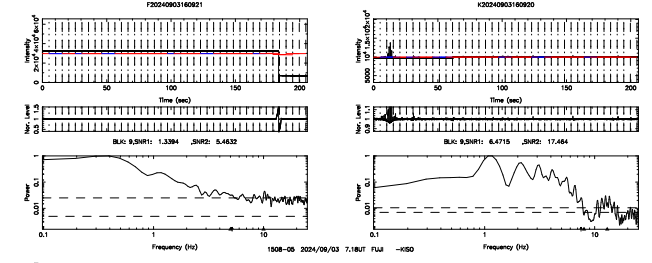 F20240903160921
K20240903160920
Intensity
0 2×10⁴ 4×10⁴ 6×10⁴
0 50 100 150 200
Time (sec)
Intensity
5000 10⁴ 1.5×10⁴ 2×10⁴
0 50 100 150 200
Time (sec)
Nor. Level
0.5 1 1.5
Nor. Level
0.9 1 1.1
BLK: 9,SNR1: 1.3394 ,SNR2: 5.4632
BLK: 9,SNR1: 6.4715 ,SNR2: 17.464
Power
0.01 0.1 1
0.1 1 10
Frequency (Hz)
Power
0.01 0.1 1
0.1 1 10
Frequency (Hz)
1508-05 2024/09/03 7.18UT FUJI -KISO